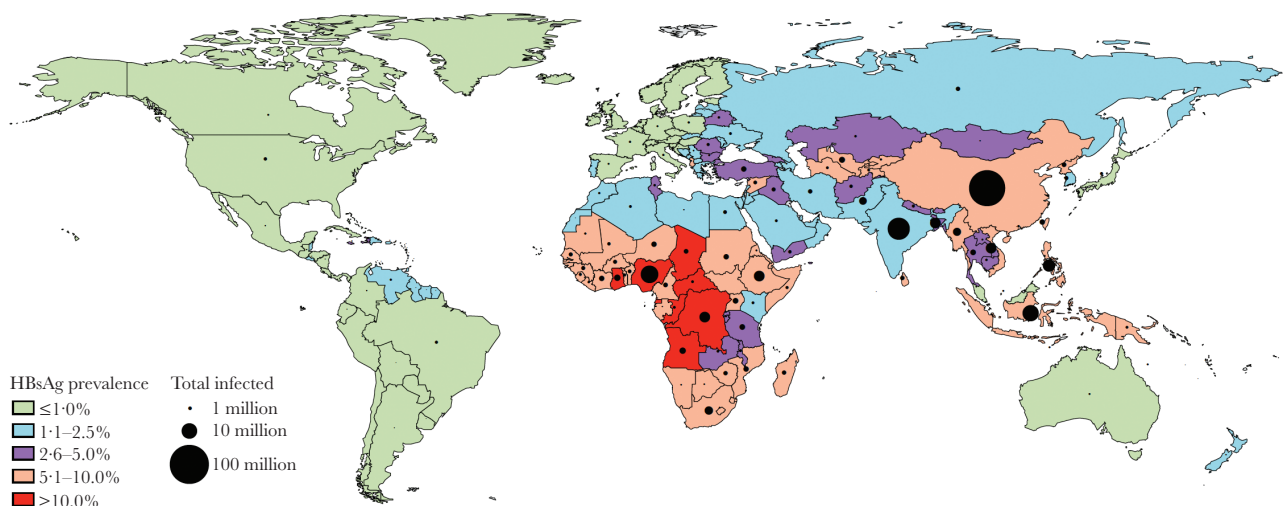 HBsAg prevalence
≤1·0%
1·1–2.5%
2·6–5.0%
5·1–10.0%
>10.0%
Total infected
1 million
10 million
100 million